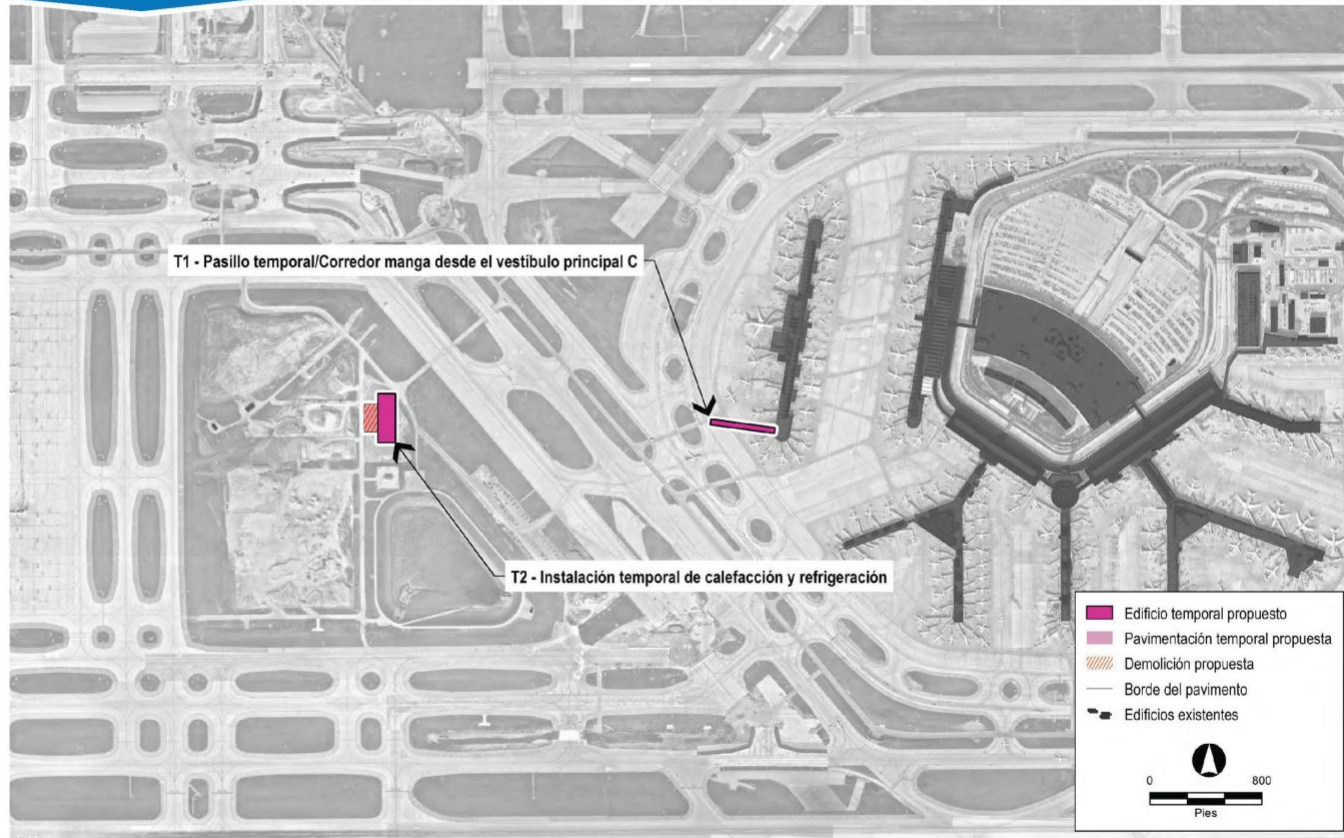 T1 - Pasillo temporal/Corredor manga desde el vestíbulo principal C
T2 - Instalación temporal de calefacción y refrigeración
Edificio temporal propuesto
Pavimentación temporal propuesta
Demolición propuesta
Borde del pavimento
Edificios existentes
0 800
Pies